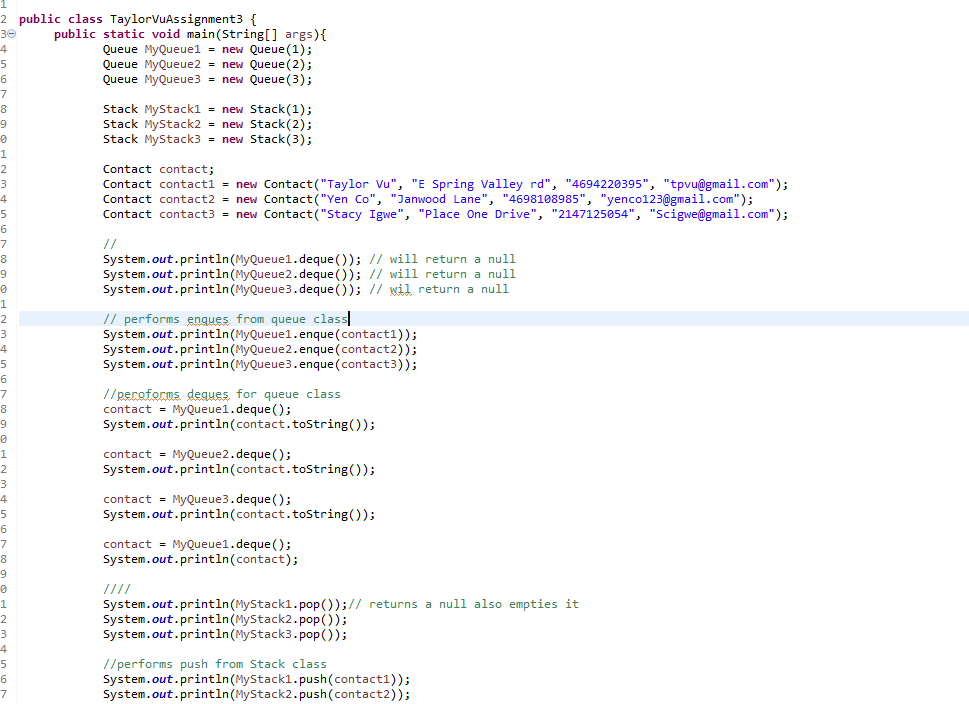 1
2 public class TaylorVuAssignment3 {
3 public static void main(String[] args){
4 Queue MyQueue1 = new Queue(1);
5 Queue MyQueue2 = new Queue(2);
6 Queue MyQueue3 = new Queue(3);
7
8 Stack MyStack1 = new Stack(1);
9 Stack MyStack2 = new Stack(2);
0 Stack MyStack3 = new Stack(3);
1
2 Contact contact;
3 Contact contact1 = new Contact("Taylor Vu", "E Spring Valley rd", "4694220395", "tpvu@gmail.com");
4 Contact contact2 = new Contact("Yen Co", "Janwood Lane", "4698108985", "yenco123@gmail.com");
5 Contact contact3 = new Contact("Stacy Igwe", "Place One Drive", "2147125054", "Scigwe@gmail.com");
6
7 //
8 System.out.println(MyQueue1.deque()); // will return a null
9 System.out.println(MyQueue2.deque()); // will return a null
0 System.out.println(MyQueue3.deque()); // wil return a null
1
2 // performs enques from queue class
3 System.out.println(MyQueue1.enque(contact1));
4 System.out.println(MyQueue2.enque(contact2));
5 System.out.println(MyQueue3.enque(contact3));
6
7 //peroforms deques for queue class
8 contact = MyQueue1.deque();
9 System.out.println(contact.toString());
0
1 contact = MyQueue2.deque();
2 System.out.println(contact.toString());
3
4 contact = MyQueue3.deque();
5 System.out.println(contact.toString());
6
7 contact = MyQueue1.deque();
8 System.out.println(contact);
9
0 ////
1 System.out.println(MyStack1.pop());// returns a null also empties it
2 System.out.println(MyStack2.pop());
3 System.out.println(MyStack3.pop());
4
5 //performs push from Stack class
6 System.out.println(MyStack1.push(contact1));
7 System.out.println(MyStack2.push(contact2));